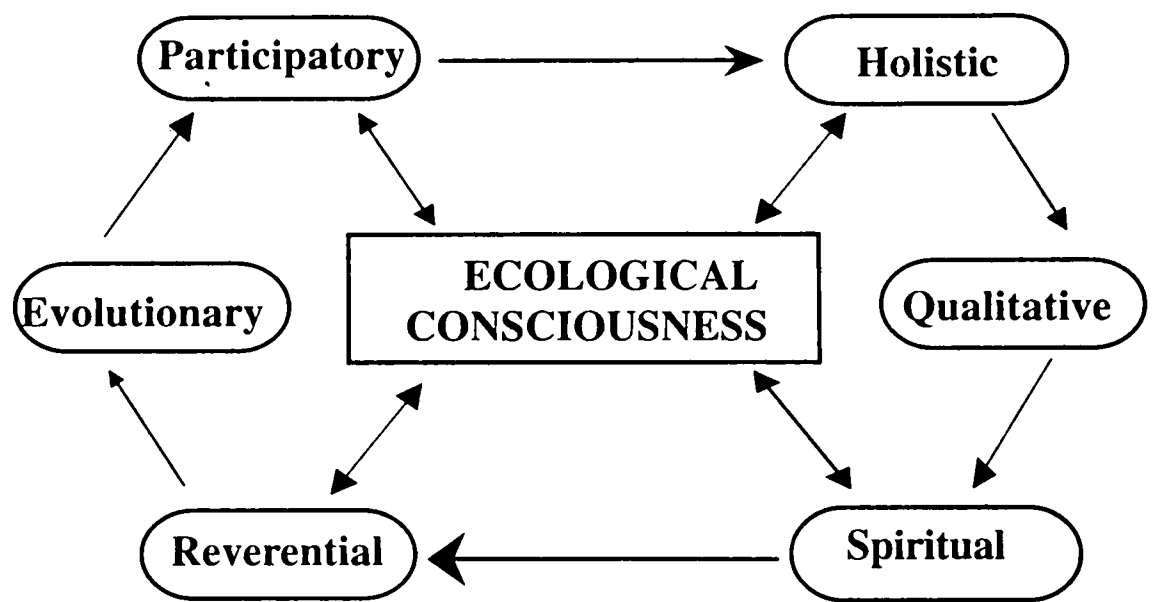 Participatory
Holistic
ECOLOGICAL
CONSCIOUSNESS
Evolutionary
Qualitative
Reverential
Spiritual